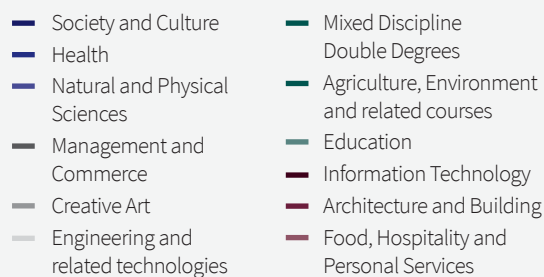 Society and Culture
Health
Natural and Physical
Sciences
Management and
Commerce
Creative Art
Engineering and
related technologies
Mixed Discipline
Double Degrees
Agriculture, Environment
and related courses
Education
Information Technology
Architecture and Building
Food, Hospitality and
Personal Services